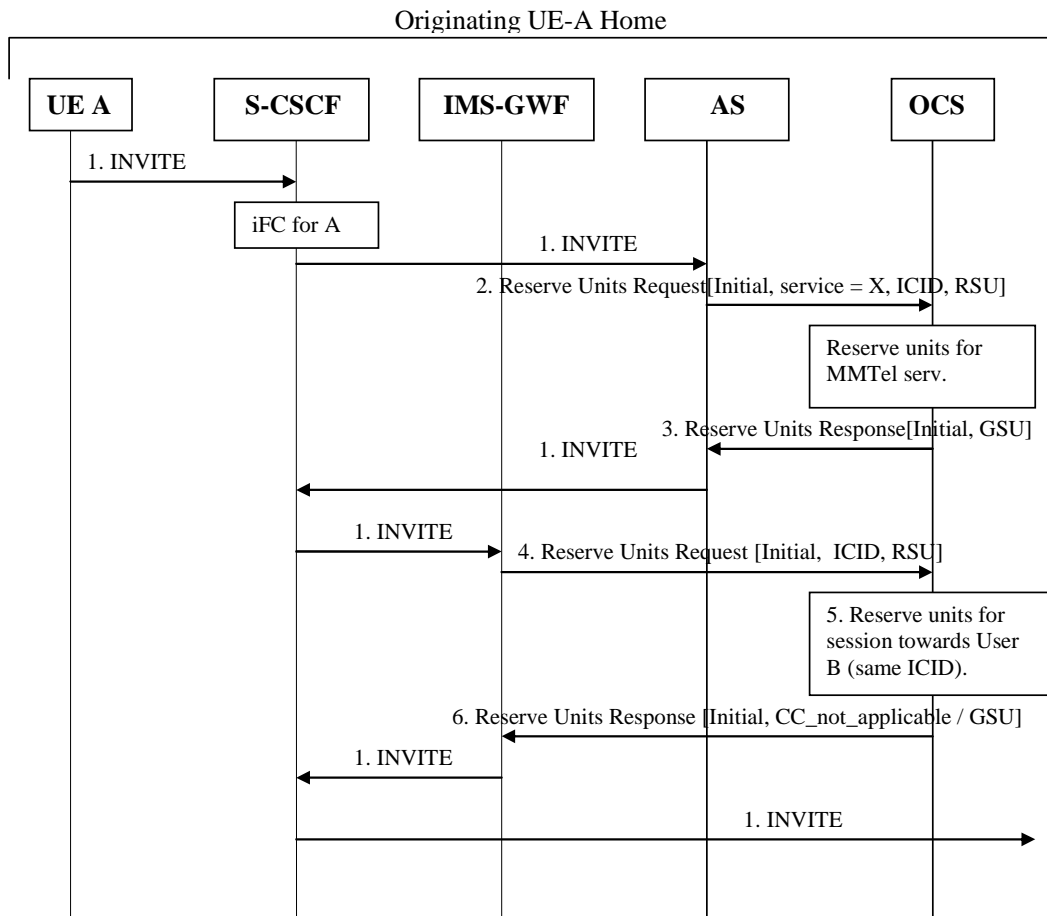 Originating UE-A Home
UE A
S-CSCF
IMS-GWF
AS
OCS
1. INVITE
iFC for A
1. INVITE
2. Reserve Units Request[Initial, service = X, ICID, RSU]
Reserve units for
MMTel serv.
3. Reserve Units Response[Initial, GSU]
1. INVITE
1. INVITE
4. Reserve Units Request [Initial, ICID, RSU]
5. Reserve units for
session towards User
B (same ICID).
6. Reserve Units Response [Initial, CC_not_applicable / GSU]
1. INVITE
1. INVITE